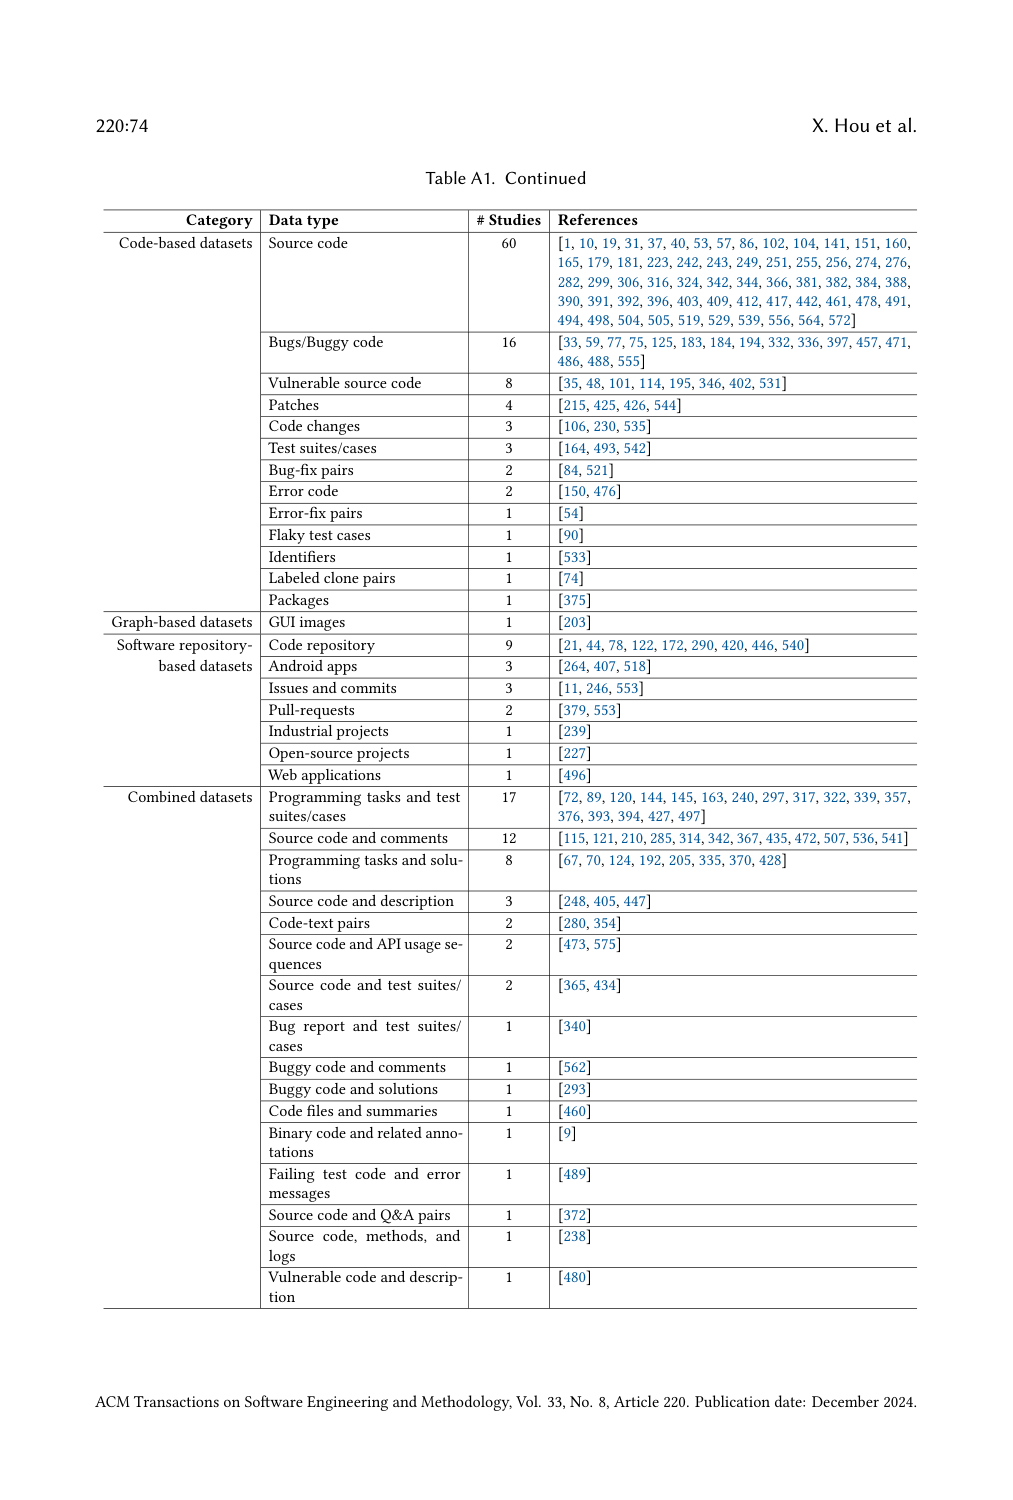 220:74 X. Hou et al.
Table A1. Continued
Category Data type # Studies References
Code-based datasets Source code 60 [1, 10, 19, 31, 37, 40, 53, 57, 86, 102, 104, 141, 151, 160,
165, 179, 181, 223, 242, 243, 249, 251, 255, 256, 274, 276,
282, 299, 306, 316, 324, 342, 344, 366, 381, 382, 384, 388,
390, 391, 392, 396, 403, 409, 412, 417, 442, 461, 478, 491,
494, 498, 504, 505, 519, 529, 539, 556, 564, 572]
Bugs/Buggy code 16 [33, 59, 77, 75, 125, 183, 184, 194, 332, 336, 397, 457, 471,
486, 488, 555]
Vulnerable source code 8 [35, 48, 101, 114, 195, 346, 402, 531]
Patches 4 [215, 425, 426, 544]
Code changes 3 [106, 230, 535]
Test suites/cases 3 [164, 493, 542]
Bug-fix pairs 2 [84, 521]
Error code 2 [150, 476]
Error-fix pairs 1 [54]
Flaky test cases 1 [90]
Identifiers 1 [533]
Labeled clone pairs 1 [74]
Packages 1 [375]
Graph-based datasets GUI images 1 [203]
Software repository- Code repository 9 [21, 44, 78, 122, 172, 290, 420, 446, 540]
based datasets Android apps 3 [264, 407, 518]
Issues and commits 3 [11, 246, 553]
Pull-requests 2 [379, 553]
Industrial projects 1 [239]
Open-source projects 1 [227]
Web applications 1 [496]
Combined datasets Programming tasks and test 17 [72, 89, 120, 144, 145, 163, 240, 297, 317, 322, 339, 357,
suites/cases 376, 393, 394, 427, 497]
Source code and comments 12 [115, 121, 210, 285, 314, 342, 367, 435, 472, 507, 536, 541]
Programming tasks and solu- 8 [67, 70, 124, 192, 205, 335, 370, 428]
tions
Source code and description 3 [248, 405, 447]
Code-text pairs 2 [280, 354]
Source code and API usage se- 2 [473, 575]
quences
Source code and test suites/ 2 [365, 434]
cases
Bug report and test suites/ 1 [340]
cases
Buggy code and comments 1 [562]
Buggy code and solutions 1 [293]
Code files and summaries 1 [460]
Binary code and related anno- 1 [9]
tations
Failing test code and error 1 [489]
messages
Source code and Q&A pairs 1 [372]
Source code, methods, and 1 [238]
logs
Vulnerable code and descrip- 1 [480]
tion
ACM Transactions on Software Engineering and Methodology, Vol. 33, No. 8, Article 220. Publication date: December 2024.